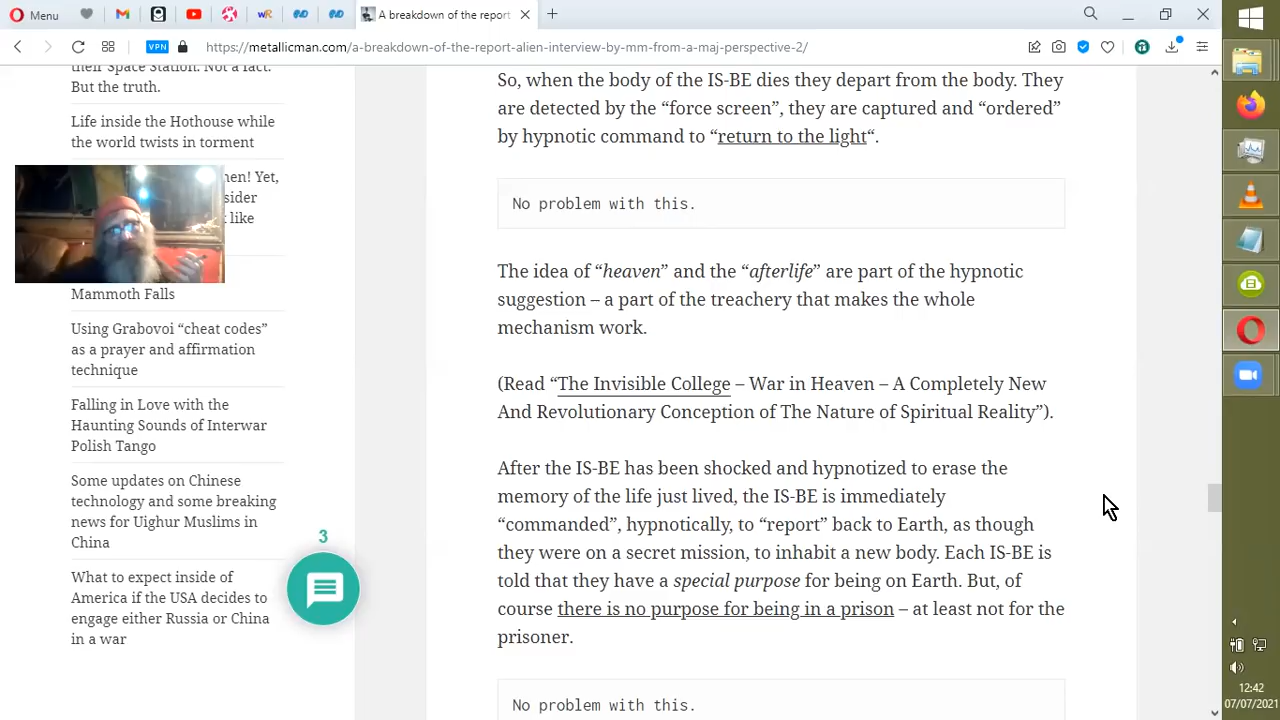 Menu
A breakdown of the report
VPN
https://metallicman.com/a-breakdown-of-the-report-alien-interview-by-mm-from-a-maj-perspective-2/
their Space Station. Not a fact.
But the truth.
Life inside the Hothouse while
the world twists in torment
nen! Yet,
sider
like
Mammoth Falls
Using Grabovoi “cheat codes”
as a prayer and affirmation
technique
Falling in Love with the
Haunting Sounds of Interwar
Polish Tango
Some updates on Chinese
technology and some breaking
news for Uighur Muslims in
China
What to expect inside of
America if the USA decides to
engage either Russia or China
in a war
3
So, when the body of the IS-BE dies they depart from the body. They
are detected by the “force screen”, they are captured and “ordered”
by hypnotic command to “return to the light“.
No problem with this.
The idea of “heaven” and the “afterlife” are part of the hypnotic
suggestion – a part of the treachery that makes the whole
mechanism work.
(Read “The Invisible College – War in Heaven – A Completely New
And Revolutionary Conception of The Nature of Spiritual Reality”).
After the IS-BE has been shocked and hypnotized to erase the
memory of the life just lived, the IS-BE is immediately
“commanded”, hypnotically, to “report” back to Earth, as though
they were on a secret mission, to inhabit a new body. Each IS-BE is
told that they have a special purpose for being on Earth. But, of
course there is no purpose for being in a prison – at least not for the
prisoner.
No problem with this.
12:42
07/07/2021